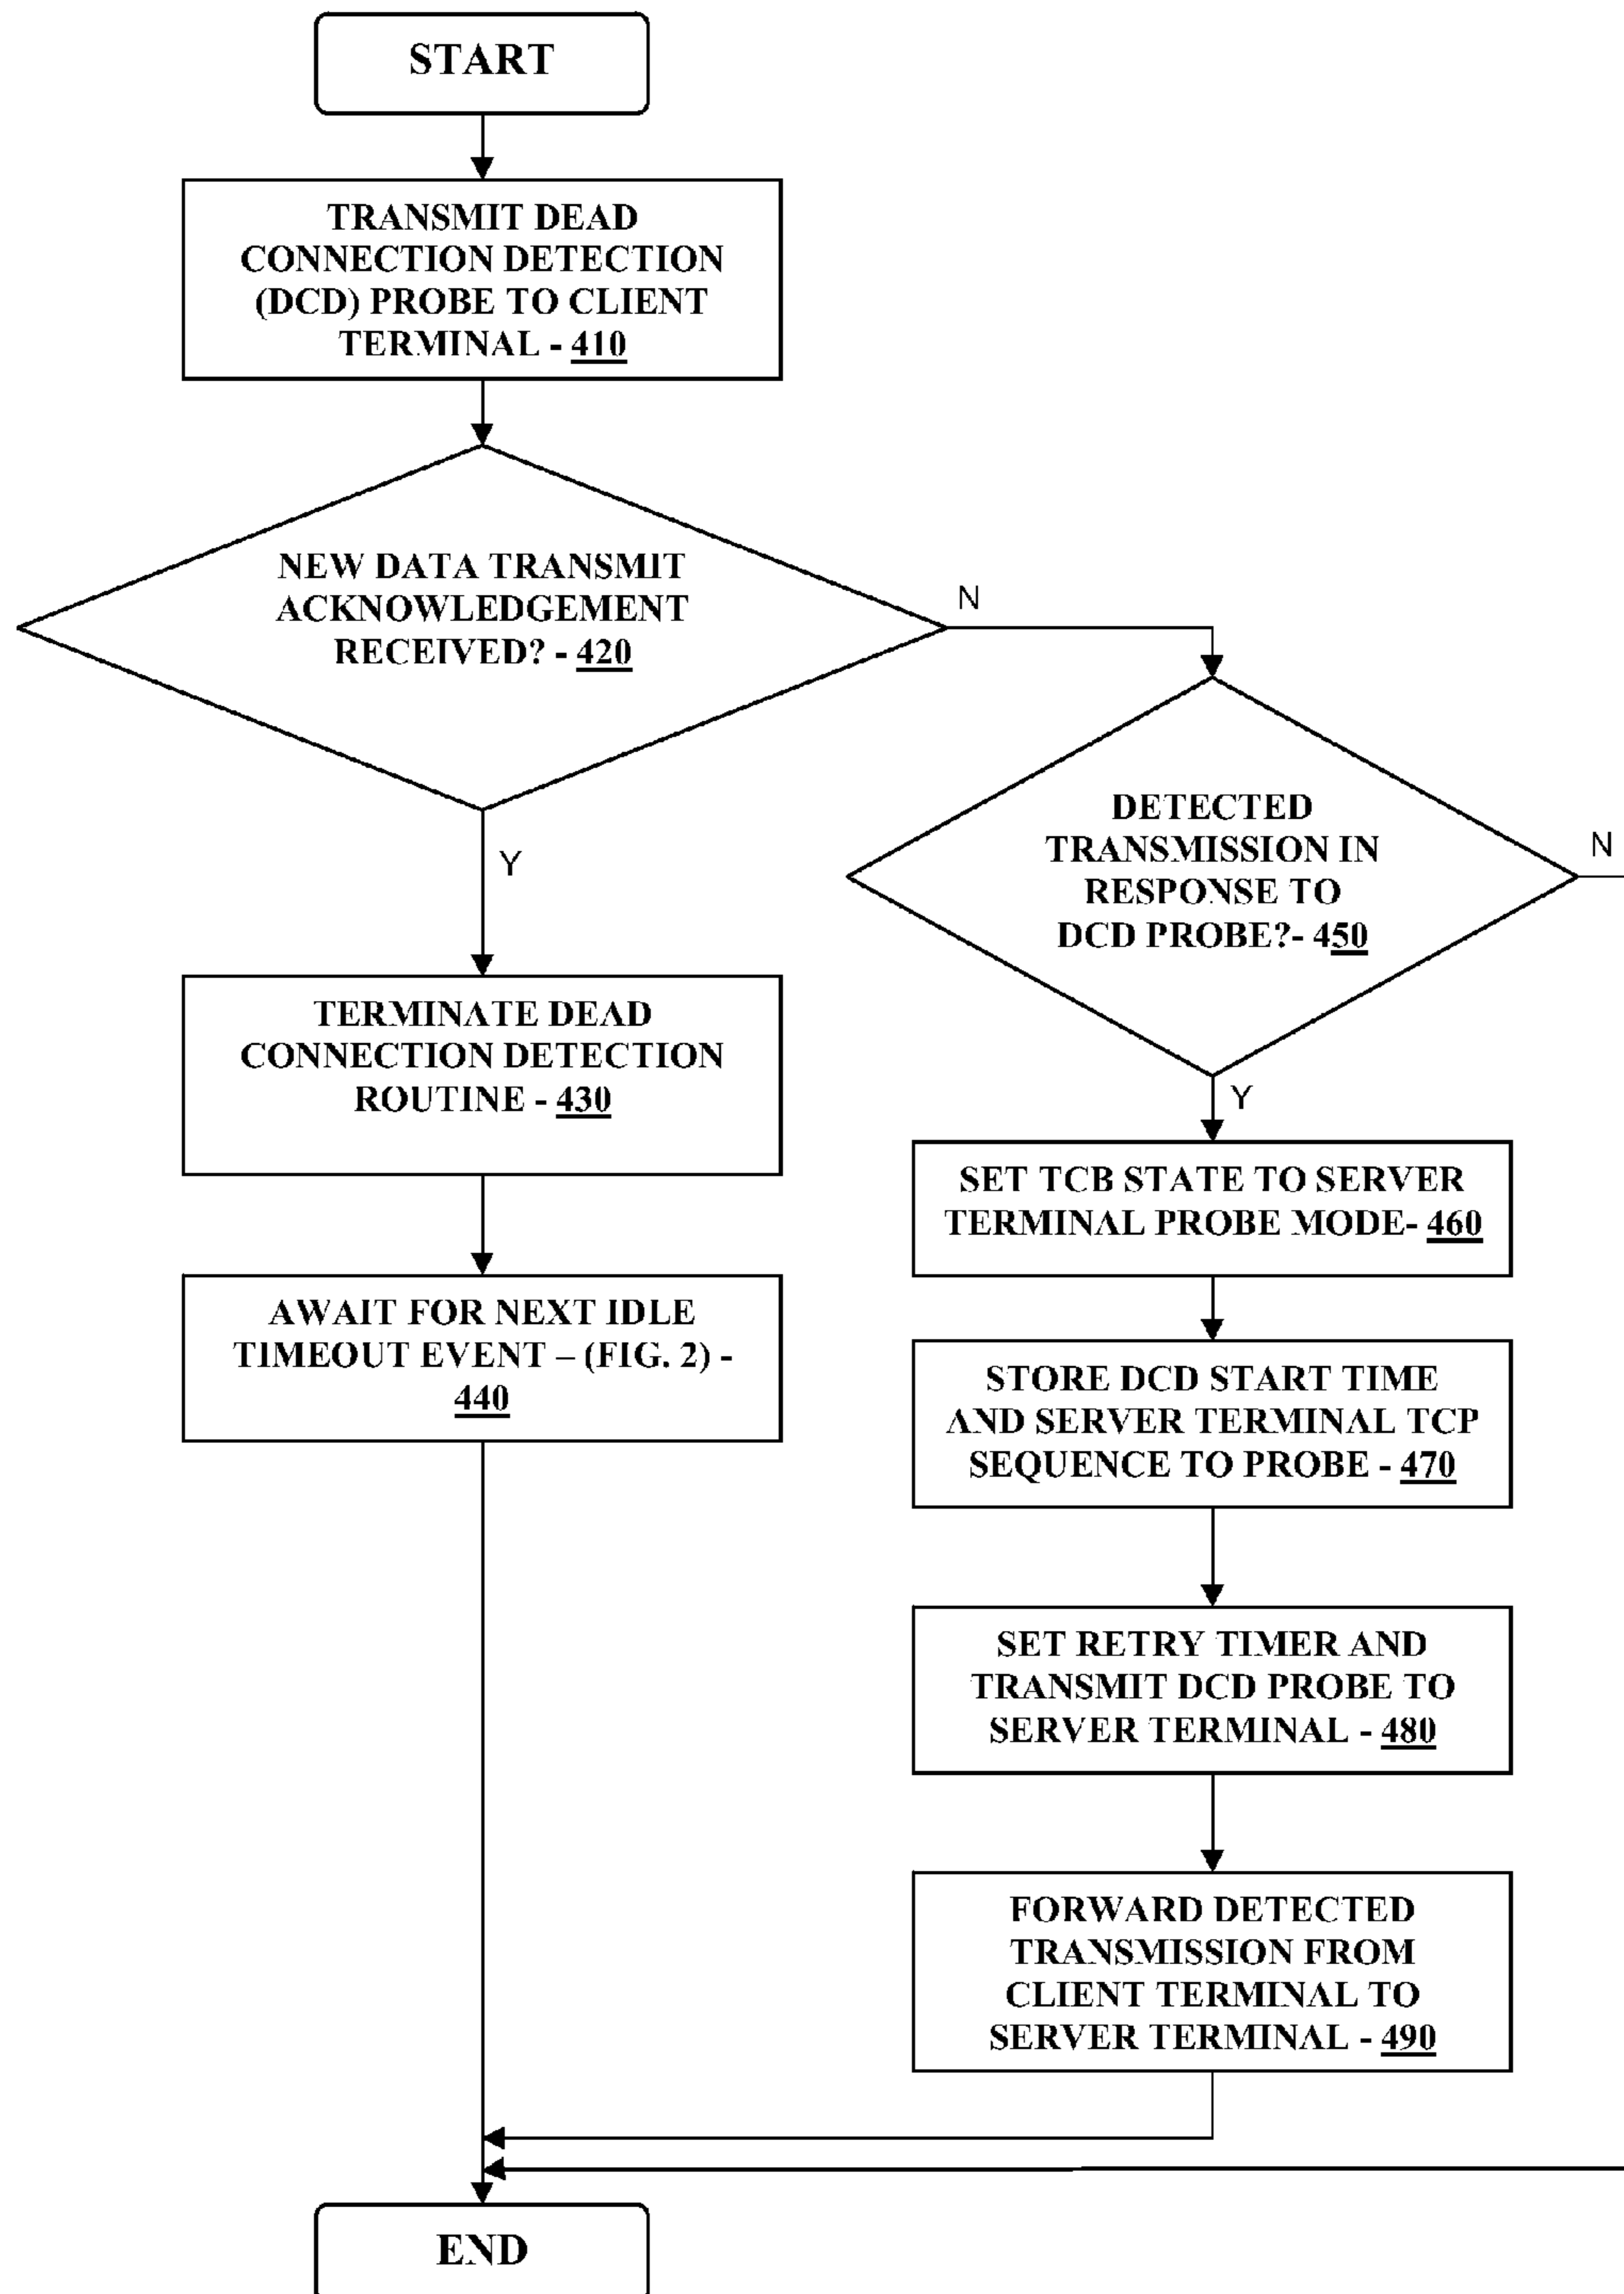 START
TRANSMIT DEAD
CONNECTION DETECTION
(DCD) PROBE TO CLIENT
TERMINAL - 410
NEW DATA TRANSMIT
ACKNOWLEDGEMENT
RECEIVED? - 420
N
Y
DETECTED
TRANSMISSION IN
RESPONSE TO
DCD PROBE?- 450
N
Y
TERMINATE DEAD
CONNECTION DETECTION
ROUTINE - 430
AWAIT FOR NEXT IDLE
TIMEOUT EVENT – (FIG. 2) -
440
SET TCB STATE TO SERVER
TERMINAL PROBE MODE- 460
STORE DCD START TIME
AND SERVER TERMINAL TCP
SEQUENCE TO PROBE - 470
SET RETRY TIMER AND
TRANSMIT DCD PROBE TO
SERVER TERMINAL - 480
FORWARD DETECTED
TRANSMISSION FROM
CLIENT TERMINAL TO
SERVER TERMINAL - 490
END